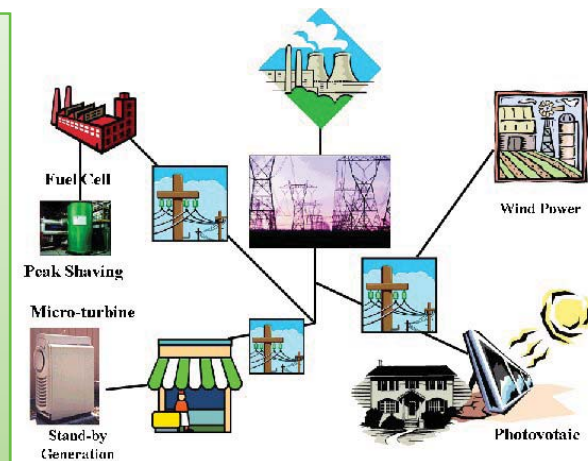 Fuel Cell
Peak Shaving
Micro-turbine
Stand-by
Generation
Wind Power
Photovotaic